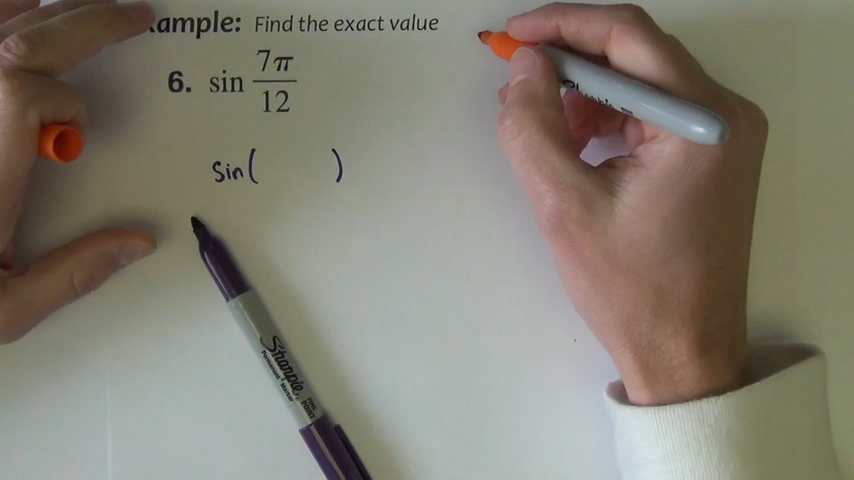 ample: Find the exact value
6. sin 7π/12
sin( )
Sharpie